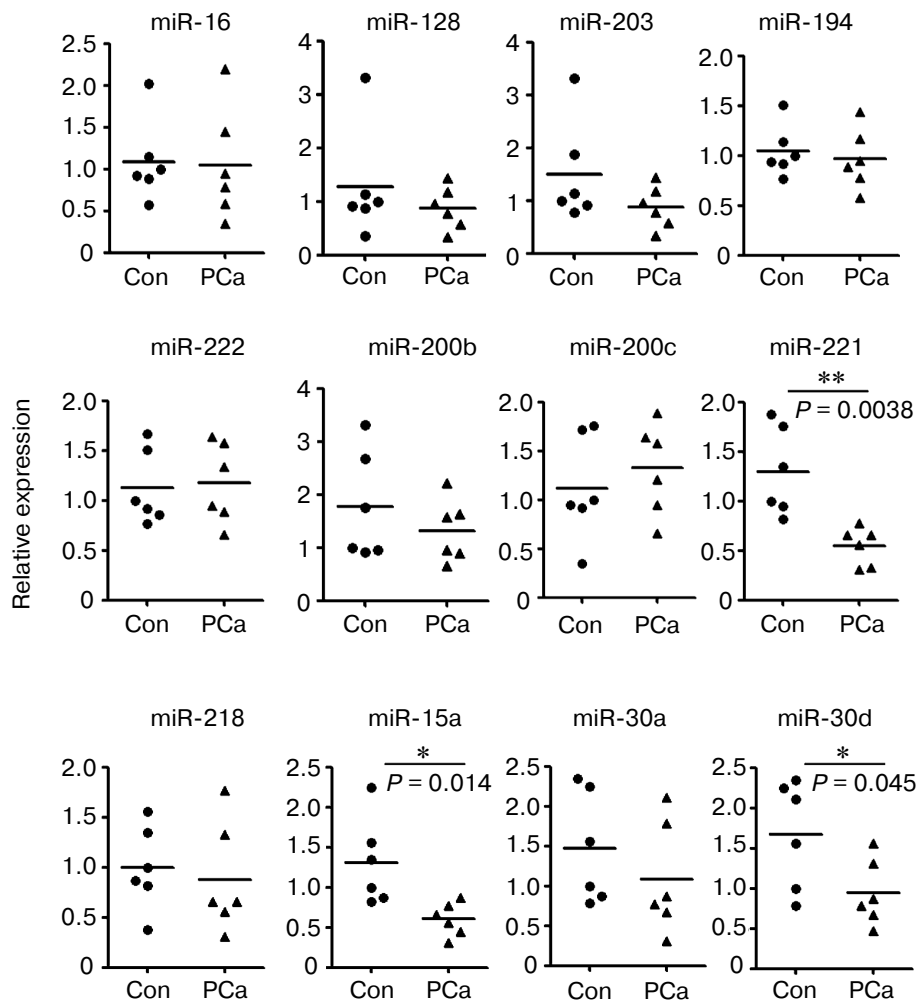 miR-16
miR-128
miR-203
miR-194
2.5
2.0
1.5
1.0
0.5
0
Con PCa
4
3
2
1
0
Con PCa
4
3
2
1
0
Con PCa
2.0
1.5
1.0
0.5
0
Con PCa
Relative expression
miR-222
miR-200b
miR-200c
miR-221
2.0
1.5
1.0
0.5
0
Con PCa
4
3
2
1
0
Con PCa
2.0
1.5
1.0
0.5
0
Con PCa
**
P = 0.0038
2.0
1.5
1.0
0.5
0
Con PCa
miR-218
miR-15a
miR-30a
miR-30d
2.0
1.5
1.0
0.5
0
Con PCa
*
P = 0.014
2.5
2.0
1.5
1.0
0.5
0
Con PCa
2.5
2.0
1.5
1.0
0.5
0
Con PCa
*
P = 0.045
2.5
2.0
1.5
1.0
0.5
0
Con PCa